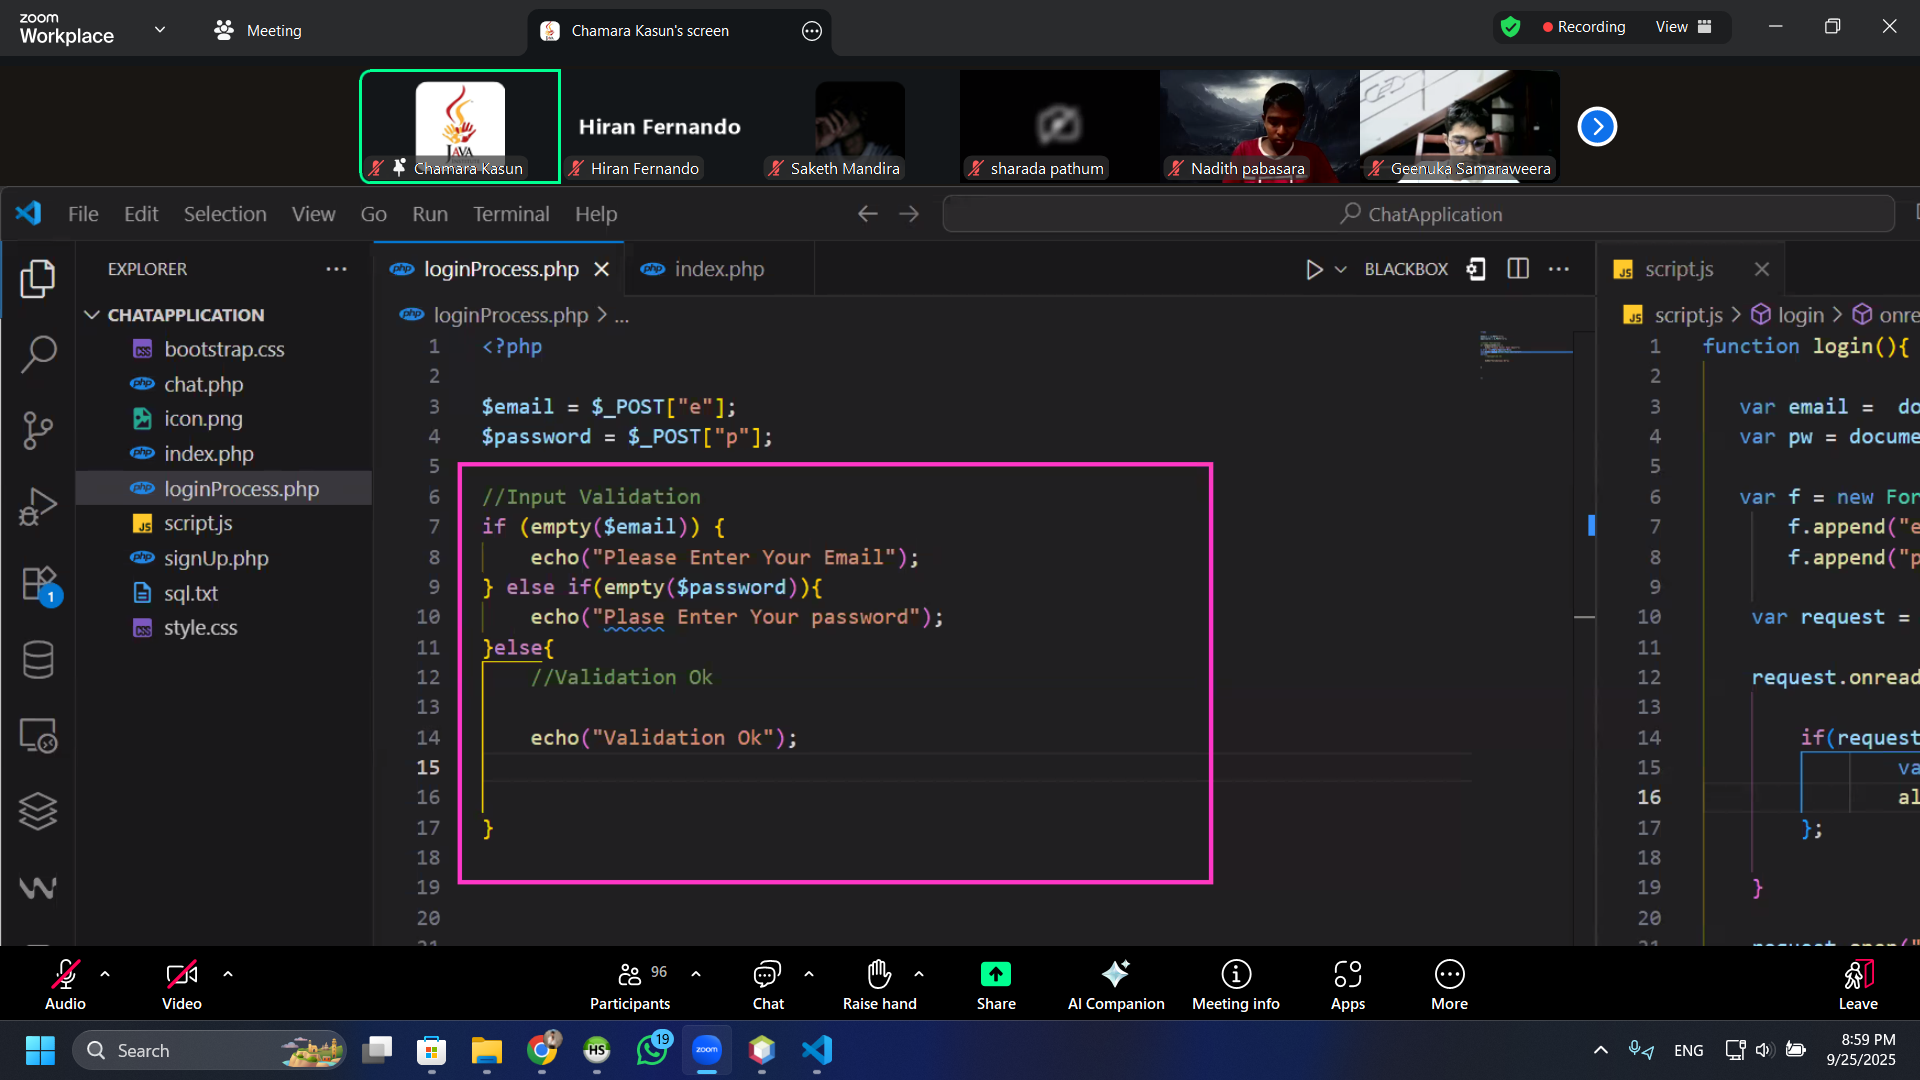 zoom
Workplace
Meeting
Chamara Kasun's screen
Recording
View
Hiran Fernando
JAVA
Chamara Kasun
Hiran Fernando
Saketh Mandira
sharada pathum
Nadith pabasara
Geenuka Samaraweera
File Edit Selection View Go Run Terminal Help
ChatApplication
EXPLORER
loginProcess.php
index.php
BLACKBOX
script.js
CHATAPPLICATION
bootstrap.css
chat.php
icon.png
index.php
loginProcess.php
script.js
signUp.php
sql.txt
style.css
1
loginProcess.php > ...
1 <?php
2
3 $email = $_POST["e"];
4 $password = $_POST["p"];
5
6 //Input Validation
7 if (empty($email)) {
8 echo("Please Enter Your Email");
9 } else if(empty($password)){
10 echo("Plase Enter Your password");
11 }else{
12 //Validation Ok
13
14 echo("Validation Ok");
15
16
17 }
18
19
20
script.js > login > onre
1 function login(){
2
3 var email = do
4 var pw = docume
5
6 var f = new For
7 f.append("e
8 f.append("p
9
10 var request =
11
12 request.onread
13
14 if(request
15 va
16 al
17 };
18
19 }
20
Audio
Video
Participants 96
Chat
Raise hand
Share
AI Companion
Meeting info
Apps
More
Leave
Search
HS
19
zoom
ENG
8:59 PM
9/25/2025